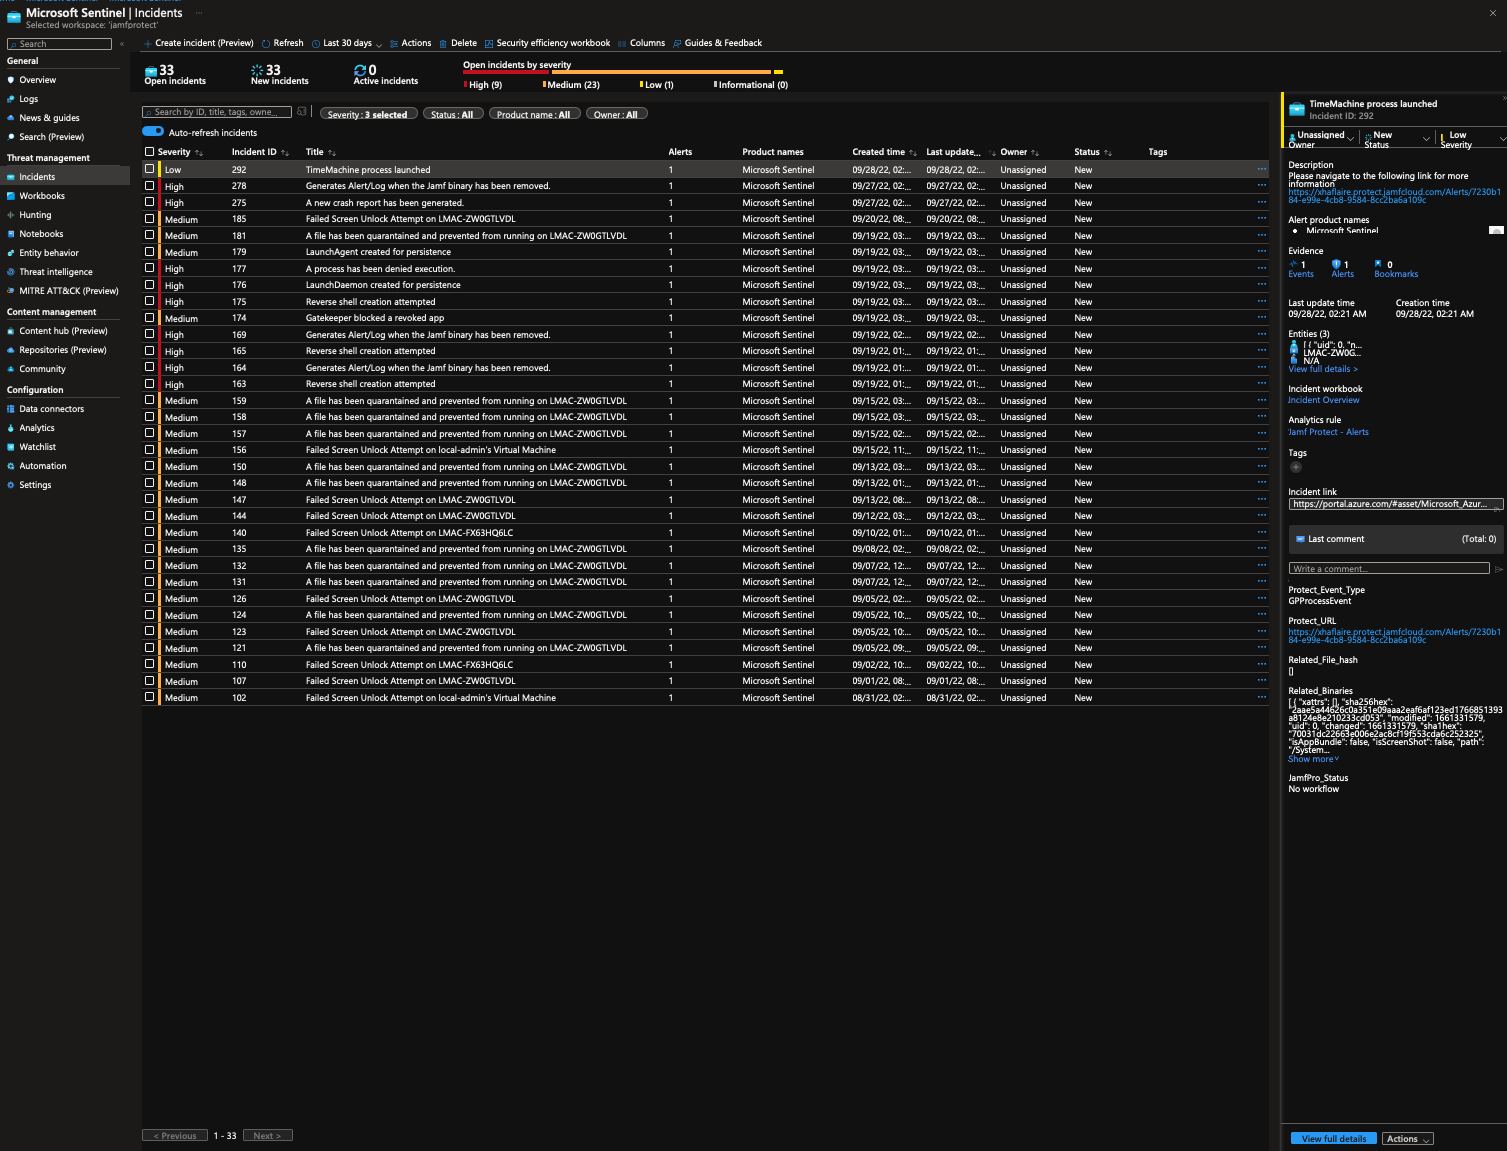 Microsoft Sentinel | Incidents ...
Selected workspace: 'jamfprotect'
Search «
General
Overview
Logs
News & guides
Search (Preview)
Threat management
Incidents
Workbooks
Hunting
Notebooks
Entity behavior
Threat intelligence
MITRE ATT&CK (Preview)
Content management
Content hub (Preview)
Repositories (Preview)
Community
Configuration
Data connectors
Analytics
Watchlist
Automation
Settings
Create incident (Preview) Refresh Last 30 days Actions Delete Security efficiency workbook Columns Guides & Feedback
33 Open incidents
33 New incidents
0 Active incidents
Open incidents by severity
High (9) Medium (23) Low (1) Informational (0)
Search by ID, title, tags, owne... Severity : 3 selected Status : All Product name : All Owner : All
Auto-refresh incidents
Severity Incident ID Title Alerts Product names Created time Last update... Owner Status Tags
Low 292 TimeMachine process launched 1 Microsoft Sentinel 09/28/22, 02:... 09/28/22, 02:... Unassigned New ...
High 278 Generates Alert/Log when the Jamf binary has been removed. 1 Microsoft Sentinel 09/27/22, 02:... 09/27/22, 02:... Unassigned New ...
High 275 A new crash report has been generated. 1 Microsoft Sentinel 09/27/22, 02:... 09/27/22, 02:... Unassigned New ...
Medium 185 Failed Screen Unlock Attempt on LMAC-ZW0GTLVDL 1 Microsoft Sentinel 09/20/22, 08:... 09/20/22, 08:... Unassigned New ...
Medium 181 A file has been quarantined and prevented from running on LMAC-ZW0GTLVDL 1 Microsoft Sentinel 09/19/22, 03:... 09/19/22, 03:... Unassigned New ...
Medium 179 LaunchAgent created for persistence 1 Microsoft Sentinel 09/19/22, 03:... 09/19/22, 03:... Unassigned New ...
High 177 A process has been denied execution. 1 Microsoft Sentinel 09/19/22, 03:... 09/19/22, 03:... Unassigned New ...
High 176 LaunchDaemon created for persistence 1 Microsoft Sentinel 09/19/22, 03:... 09/19/22, 03:... Unassigned New ...
High 175 Reverse shell creation attempted 1 Microsoft Sentinel 09/19/22, 03:... 09/19/22, 03:... Unassigned New ...
Medium 174 Gatekeeper blocked a revoked app 1 Microsoft Sentinel 09/19/22, 03:... 09/19/22, 03:... Unassigned New ...
High 169 Generates Alert/Log when the Jamf binary has been removed. 1 Microsoft Sentinel 09/19/22, 02:... 09/19/22, 02:... Unassigned New ...
High 165 Reverse shell creation attempted 1 Microsoft Sentinel 09/19/22, 01:... 09/19/22, 01:... Unassigned New ...
High 164 Generates Alert/Log when the Jamf binary has been removed. 1 Microsoft Sentinel 09/19/22, 01:... 09/19/22, 01:... Unassigned New ...
High 163 Reverse shell creation attempted 1 Microsoft Sentinel 09/19/22, 01:... 09/19/22, 01:... Unassigned New ...
Medium 159 A file has been quarantined and prevented from running on LMAC-ZW0GTLVDL 1 Microsoft Sentinel 09/15/22, 03:... 09/15/22, 03:... Unassigned New ...
Medium 158 A file has been quarantined and prevented from running on LMAC-ZW0GTLVDL 1 Microsoft Sentinel 09/15/22, 03:... 09/15/22, 03:... Unassigned New ...
Medium 157 A file has been quarantined and prevented from running on LMAC-ZW0GTLVDL 1 Microsoft Sentinel 09/15/22, 02:... 09/15/22, 02:... Unassigned New ...
Medium 156 Failed Screen Unlock Attempt on local-admin's Virtual Machine 1 Microsoft Sentinel 09/15/22, 11:... 09/15/22, 11:... Unassigned New ...
Medium 150 A file has been quarantined and prevented from running on LMAC-ZW0GTLVDL 1 Microsoft Sentinel 09/13/22, 03:... 09/13/22, 03:... Unassigned New ...
Medium 148 A file has been quarantined and prevented from running on LMAC-ZW0GTLVDL 1 Microsoft Sentinel 09/13/22, 01:... 09/13/22, 01:... Unassigned New ...
Medium 147 Failed Screen Unlock Attempt on LMAC-ZW0GTLVDL 1 Microsoft Sentinel 09/13/22, 08:... 09/13/22, 08:... Unassigned New ...
Medium 144 Failed Screen Unlock Attempt on LMAC-ZW0GTLVDL 1 Microsoft Sentinel 09/12/22, 03:... 09/12/22, 03:... Unassigned New ...
Medium 140 Failed Screen Unlock Attempt on LMAC-FX63HQ6LC 1 Microsoft Sentinel 09/10/22, 01:... 09/10/22, 01:... Unassigned New ...
Medium 135 A file has been quarantined and prevented from running on LMAC-ZW0GTLVDL 1 Microsoft Sentinel 09/08/22, 02:... 09/08/22, 02:... Unassigned New ...
Medium 132 A file has been quarantined and prevented from running on LMAC-ZW0GTLVDL 1 Microsoft Sentinel 09/07/22, 12:... 09/07/22, 12:... Unassigned New ...
Medium 131 A file has been quarantined and prevented from running on LMAC-ZW0GTLVDL 1 Microsoft Sentinel 09/07/22, 12:... 09/07/22, 12:... Unassigned New ...
Medium 126 Failed Screen Unlock Attempt on LMAC-ZW0GTLVDL 1 Microsoft Sentinel 09/05/22, 02:... 09/05/22, 02:... Unassigned New ...
Medium 124 A file has been quarantined and prevented from running on LMAC-ZW0GTLVDL 1 Microsoft Sentinel 09/05/22, 10:... 09/05/22, 10:... Unassigned New ...
Medium 123 Failed Screen Unlock Attempt on LMAC-ZW0GTLVDL 1 Microsoft Sentinel 09/05/22, 10:... 09/05/22, 10:... Unassigned New ...
Medium 121 A file has been quarantined and prevented from running on LMAC-ZW0GTLVDL 1 Microsoft Sentinel 09/05/22, 09:... 09/05/22, 09:... Unassigned New ...
Medium 110 Failed Screen Unlock Attempt on LMAC-FX63HQ6LC 1 Microsoft Sentinel 09/02/22, 10:... 09/02/22, 10:... Unassigned New ...
Medium 107 Failed Screen Unlock Attempt on LMAC-ZW0GTLVDL 1 Microsoft Sentinel 09/01/22, 08:... 09/01/22, 08:... Unassigned New ...
Medium 102 Failed Screen Unlock Attempt on local-admin's Virtual Machine 1 Microsoft Sentinel 08/31/22, 02:... 08/31/22, 02:... Unassigned New ...
< Previous 1 - 33 Next >
TimeMachine process launched
Incident ID: 292
Unassigned New Low
Owner Status Severity
Description
Please navigate to the following link for more
information
https://xhaflaire.protect.jamfcloud.com/Alerts/7230b1
84-e99e-4cb8-9584-8cc2ba6a109c
Alert product names
• Microsoft Sentinel
Evidence
1 1 0
Events Alerts Bookmarks
Last update time Creation time
09/28/22, 02:21 AM 09/28/22, 02:21 AM
Entities (3)
[ { "uid": 0, "n...
LMAC-ZW0G...
N/A
View full details >
Incident workbook
Incident Overview
Analytics rule
Jamf Protect - Alerts
Tags
+
Incident link
https://portal.azure.com/#asset/Microsoft_Azur...
Last comment (Total: 0)
Write a comment...
Protect_Event_Type
GPProcessEvent
Protect_URL
https://xhaflaire.protect.jamfcloud.com/Alerts/7230b1
84-e99e-4cb8-9584-8cc2ba6a109c
Related_File_hash
[]
Related_Binaries
[ { "xattrs": [], "sha256hex":
"2aae5a44626c0a351e09aaa2eaf6af123ed1766851393
a8124e8e210233cd053", "modified": 1661331579,
"uid": 0, "changed": 1661331579, "sha1hex":
"70031dc22663e006e2ac8cf19f553cda6c252325",
"isAppBundle": false, "isScreenShot": false, "path":
"/System...
Show more
JamfPro_Status
No workflow
View full details Actions